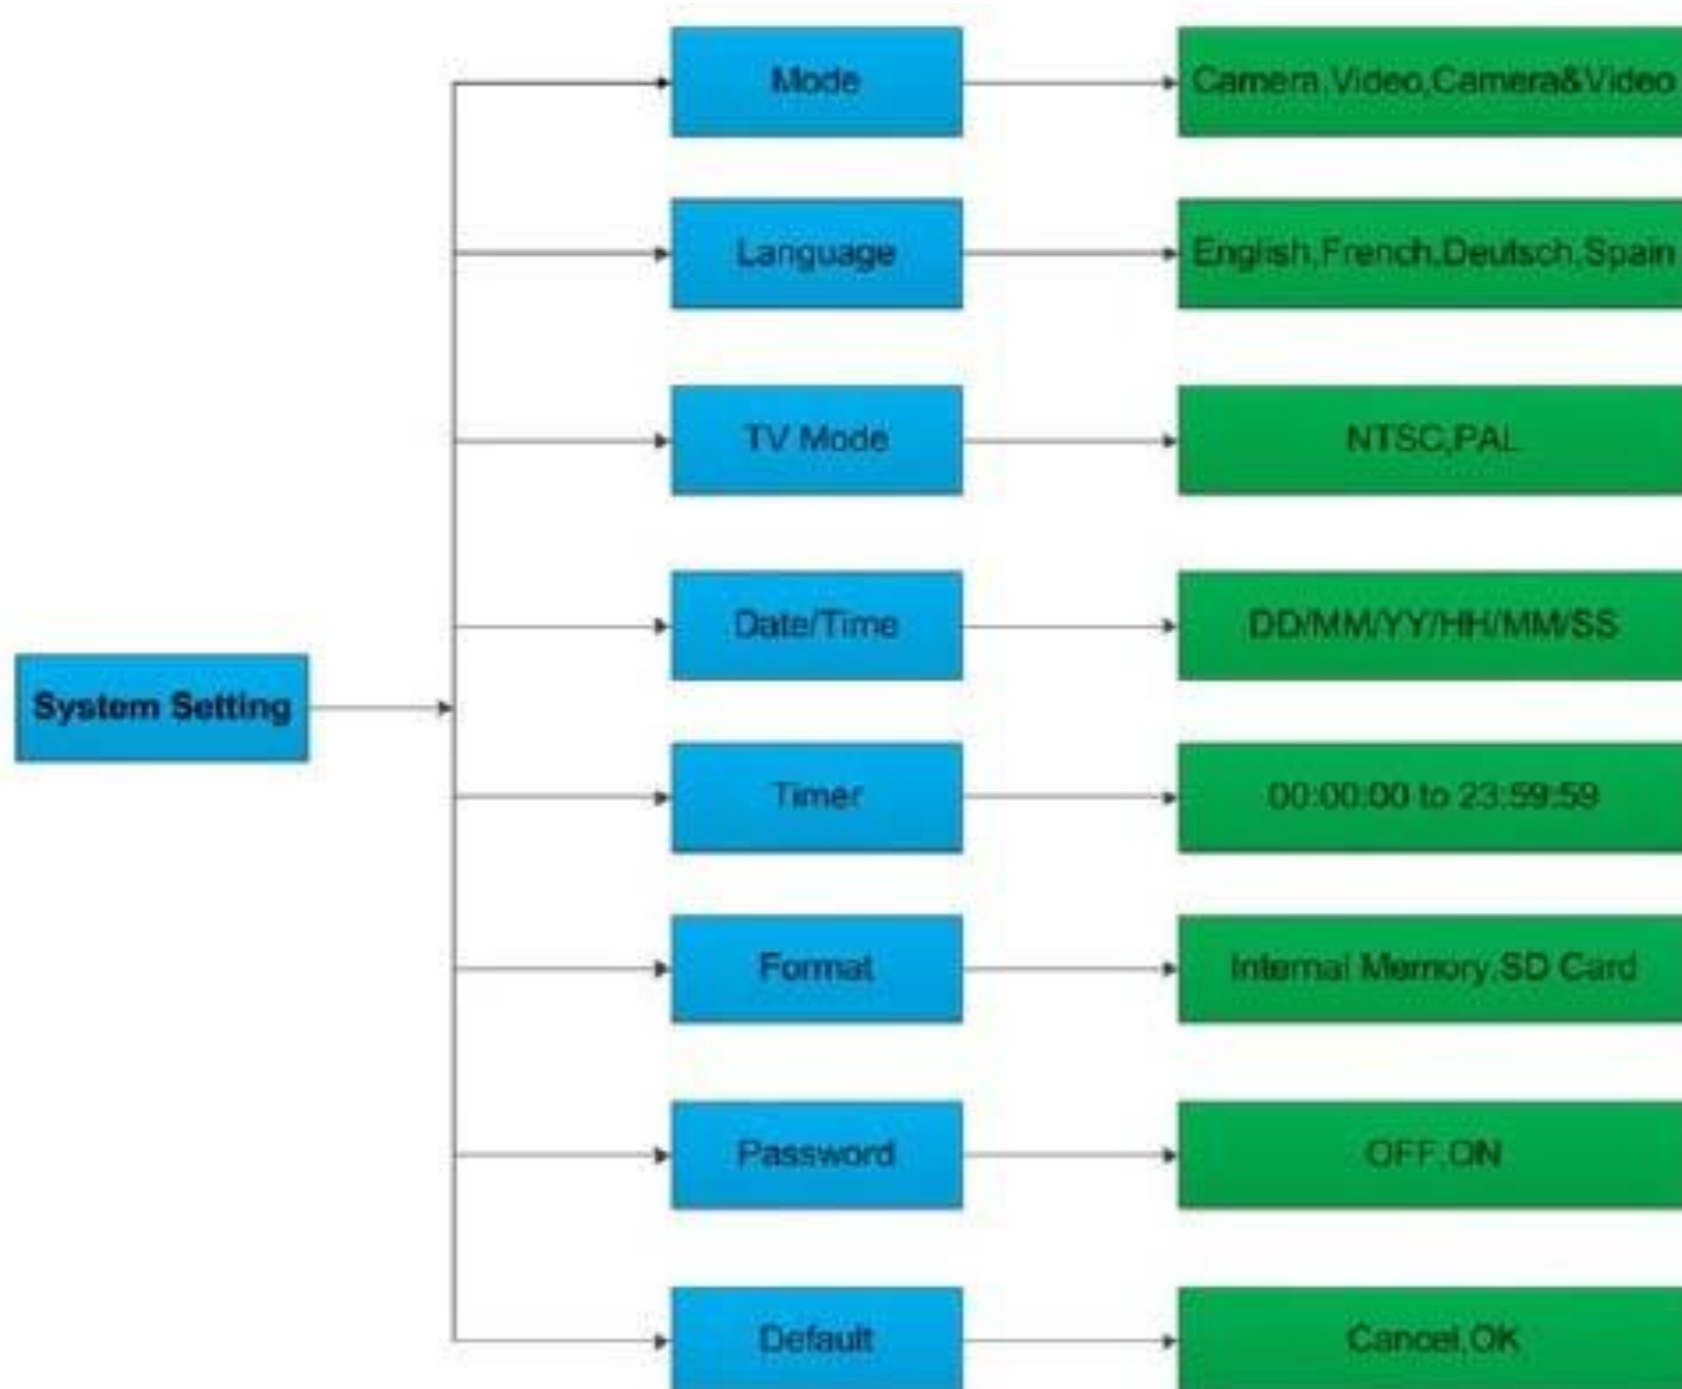 Mode
Camera,Video,Camera&Video
Language
English,French,Deutsch,Spain
TV Mode
NTSC,PAL
Date/Time
DD/MM/YY/HH/MM/SS
System Setting
Timer
00:00:00 to 23:59:59
Format
Internal Memory,SD Card
Password
OFF,ON
Default
Cancel,OK